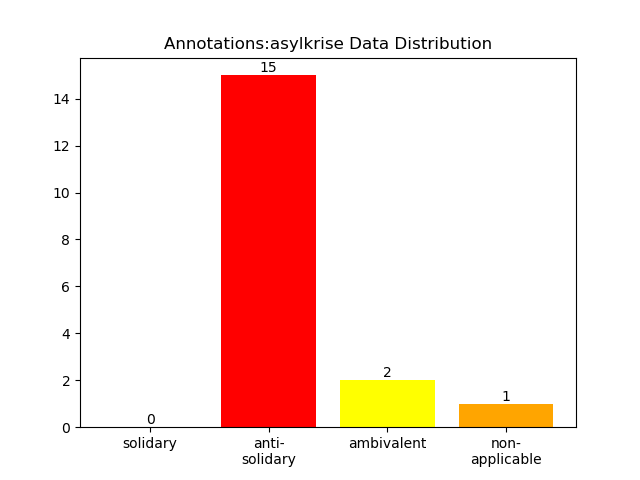 Annotations:asylkrise Data Distribution
15
14
12
10
8
6
4
2
2
1
0
0
solidary
anti-
solidary
ambivalent
non-
applicable